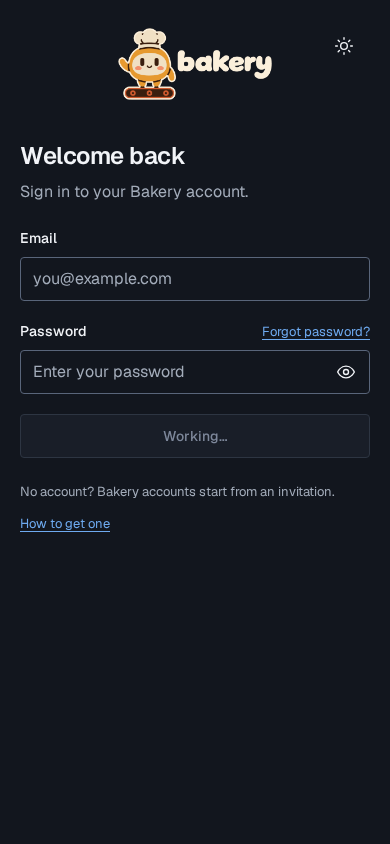 bakery
Welcome back
Sign in to your Bakery account.
Email
you@example.com
Password
Forgot password?
Enter your password
Working...
No account? Bakery accounts start from an invitation.
How to get one